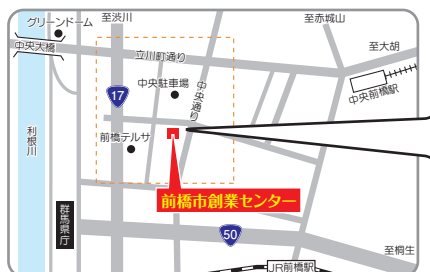 グリーンドーム
至渋川
至赤城山
中央大橋
立川町通り
至大胡
中央駐車場
中央通り
17
中央前橋駅
前橋テルサ
利根川
前橋市創業センター
群馬県庁
50
至桐生
JR前橋駅